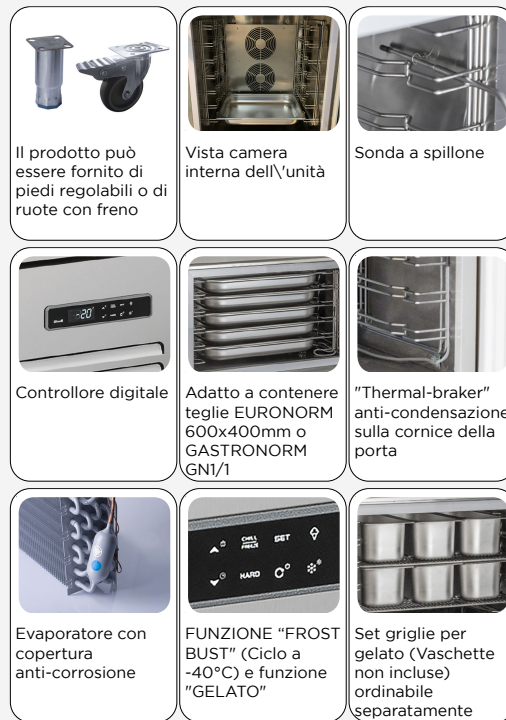 Il prodotto può
essere fornito di
piedi regolabili o di
ruote con freno
Vista camera
interna dell\'unità
Sonda a spillone
-20°
Controllore digitale
Adatto a contenere
teglie EURONORM
600x400mm o
GASTRONORM
GN1/1
"Thermal-braker"
anti-condensazione
sulla cornice della
porta
Evaporatore con
copertura
anti-corrosione
CHILL
FREEZE
SET
HARD
FUNZIONE “FROST
BUST" (Ciclo a
-40°C) e funzione
"GELATO"
Set griglie per
gelato (Vaschette
non incluse)
ordinabile
separatamente